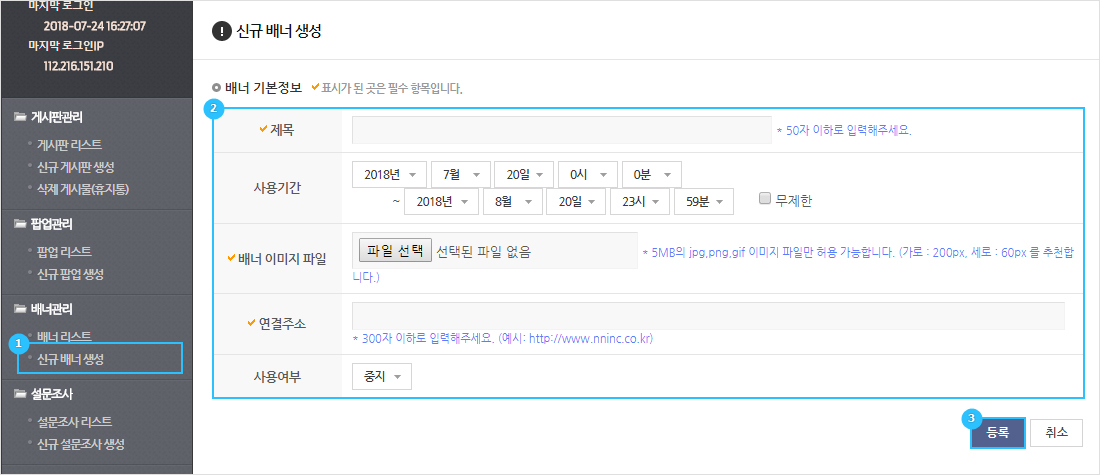 마지막 로그인
2018-07-24 16:27:07
마지막 로그인IP
112.216.151.210
게시판관리
게시판 리스트
신규 게시판 생성
삭제 게시물(휴지통)
팝업관리
팝업 리스트
신규 팝업 생성
배너관리
배너 리스트
1
신규 배너 생성
설문조사
설문조사 리스트
신규 설문조사 생성
! 신규 배너 생성
배너 기본정보 표시가 된 곳은 필수 항목입니다.
2
제목 * 50자 이하로 입력해주세요.
사용기간 2018년 7월 20일 0시 0분
~ 2018년 8월 20일 23시 59분 무제한
배너 이미지 파일 파일 선택 선택된 파일 없음 * 5MB의 jpg,png,gif 이미지 파일만 허용 가능합니다. (가로 : 200px, 세로 : 60px 를 추천합
니다.)
연결주소
* 300자 이하로 입력해주세요. (예시: http://www.nninc.co.kr)
사용여부 중지
3
등록 취소